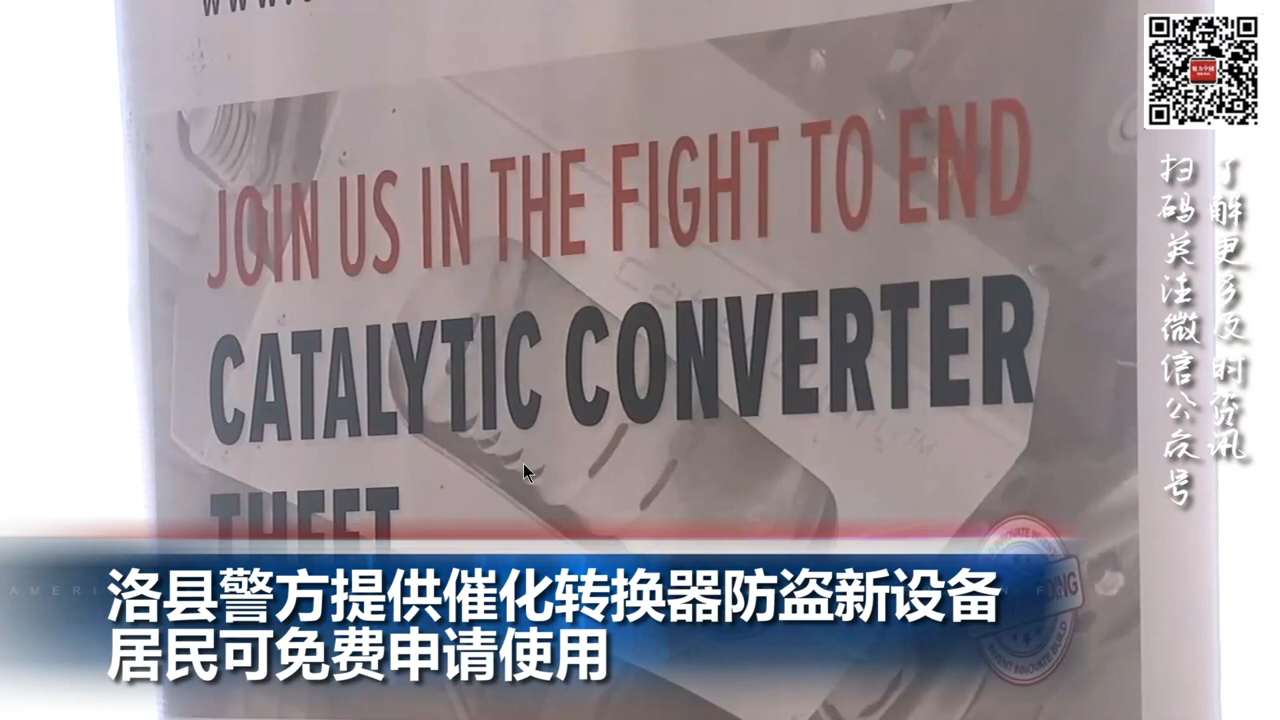 JOIN US IN THE FIGHT TO END
CATALYTIC CONVERTER
THEFT
洛县警方提供催化转换器防盗新设备
居民可免费申请使用
了解更多及时资讯
扫码关注微信公众号